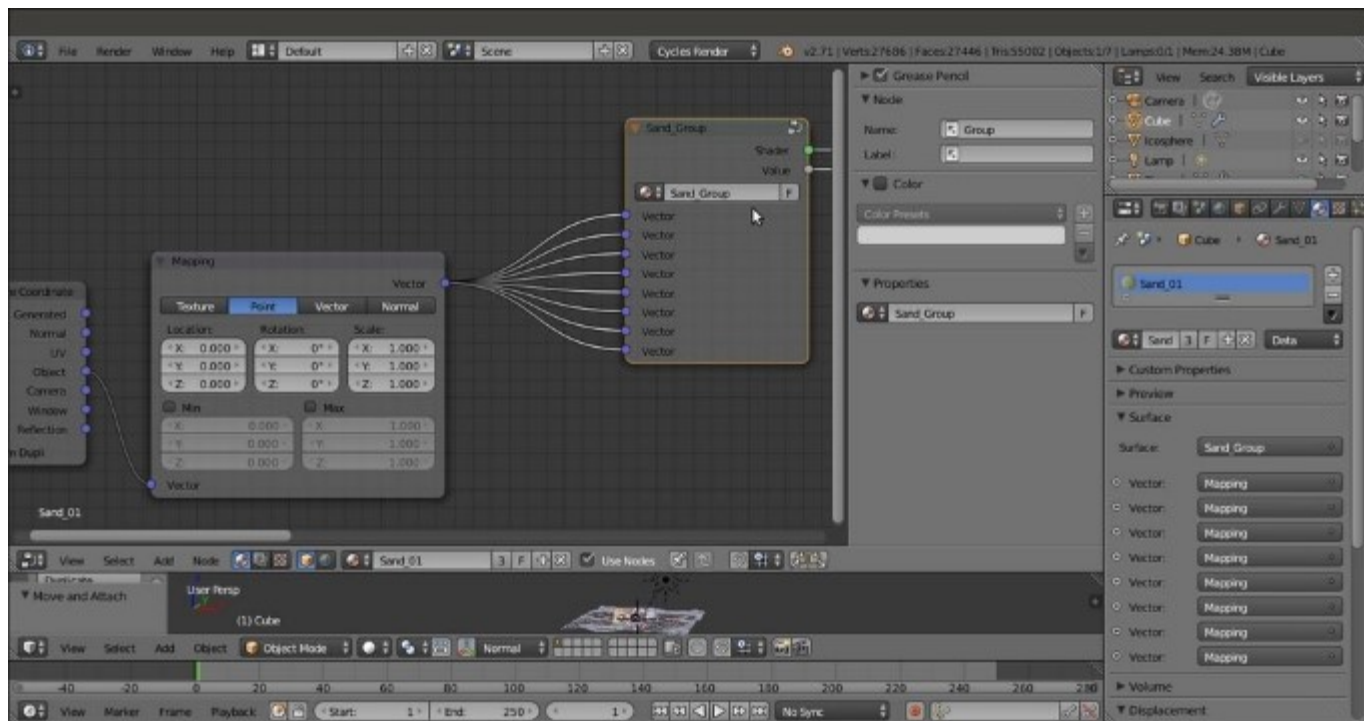 File Render Window Help Default Scene Cycles Render v2.71 | Verts:27686 | Faces:27446 | Tris:55002 | Objects:1/7 | Lamps:0/1 | Mem:24.38M | Cube
Grease Pencil
Node
Name: Group
Label:
Color
Color Presets
Properties
Sand_Group F
View Search Visible Layers
Camera
Cube
Icosphere
Lamp
Cube Sand_01
Sand_01
Sand 3 F Data
Custom Properties
Preview
Surface
Surface: Sand_Group
Vector: Mapping
Vector: Mapping
Vector: Mapping
Vector: Mapping
Vector: Mapping
Vector: Mapping
Vector: Mapping
Vector: Mapping
Volume
Displacement
Sand_Group
Shader
Value
Sand_Group F
Vector
Vector
Vector
Vector
Vector
Vector
Vector
Vector
Mapping
Vector
Texture Point Vector Normal
Location: Rotation: Scale:
X: 0.000 X: 0° X: 1.000
Y: 0.000 Y: 0° Y: 1.000
Z: 0.000 Z: 0° Z: 1.000
Min Max
X: 0.000 X: 1.000
Y: 0.000 Y: 1.000
Z: 0.000 Z: 1.000
Vector
e Coordinate
Generated
Normal
UV
Object
Camera
Window
Reflection
m Dupli
Sand_01
View Select Add Node Sand_01 3 F Use Nodes
Duplicate
Move and Attach
User Persp
(1) Cube
View Select Add Object Object Mode Normal
-40 -20 0 20 40 60 80 100 120 140 160 180 200 220 240 260 280
View Marker Frame Playback Start: 1 End: 250 1 No Sync